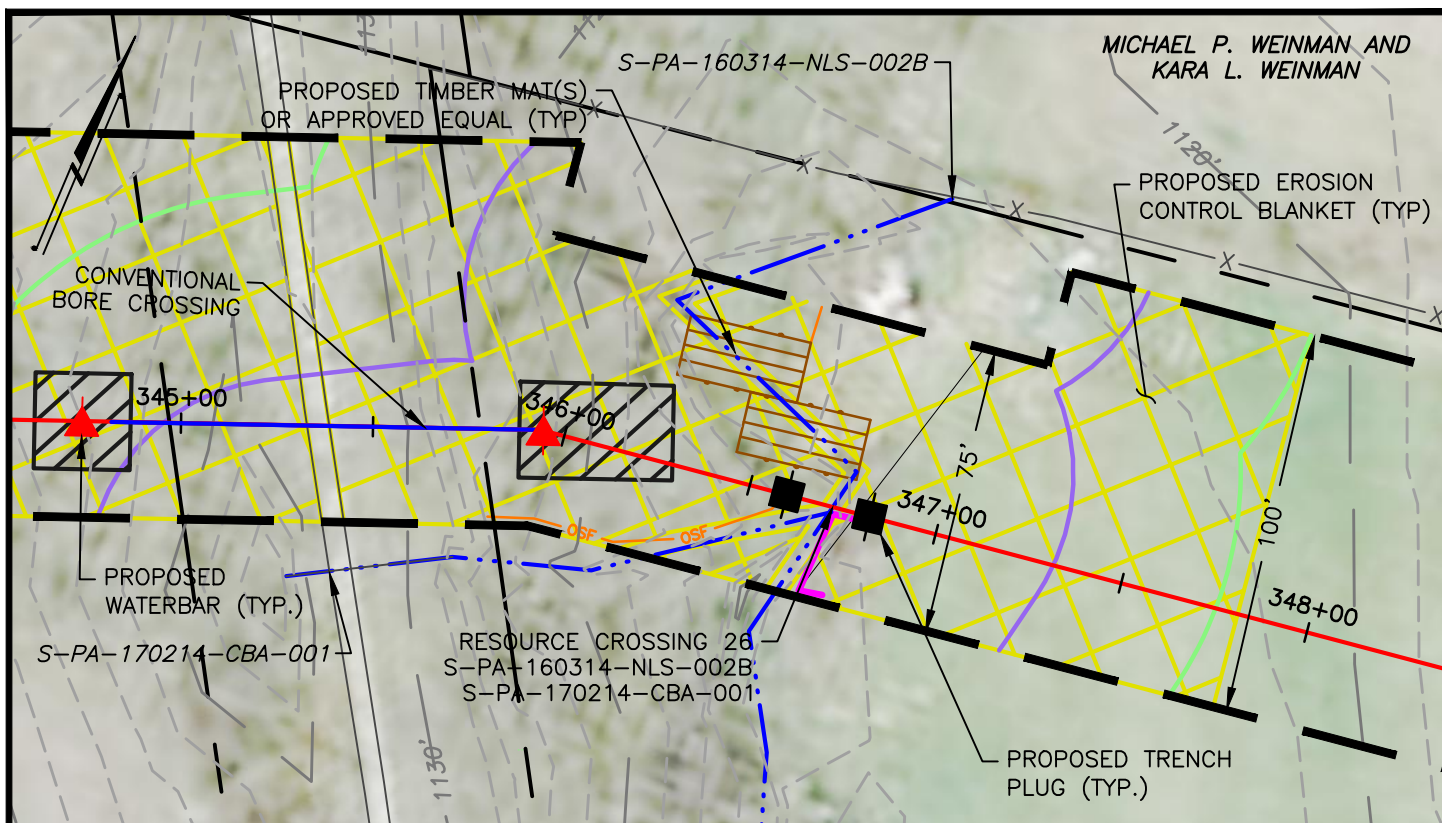 MICHAEL P. WEINMAN AND
KARA L. WEINMAN
S-PA-160314-NLS-002B
PROPOSED TIMBER MAT(S)
OR APPROVED EQUAL (TYP)
1120'
PROPOSED EROSION
CONTROL BLANKET (TYP)
CONVENTIONAL
BORE CROSSING
345+00
346+00
75'
347+00
100'
OSF
OSF
PROPOSED
WATERBAR (TYP.)
348+00
S-PA-170214-CBA-001
RESOURCE CROSSING 26
S-PA-160314-NLS-002B
S-PA-170214-CBA-001
1130'
PROPOSED TRENCH
PLUG (TYP.)